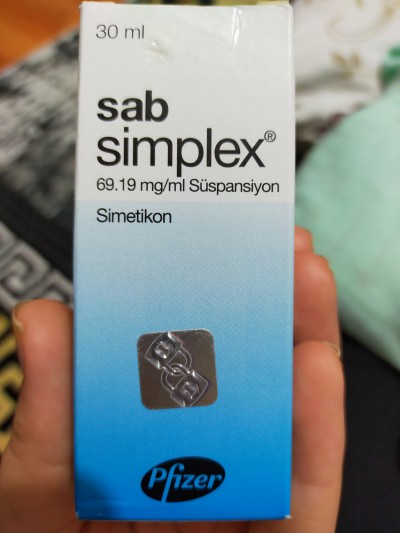 30 ml
sab
simplex®
69.19 mg/ml Süspansiyon
Simetikon
Pfizer